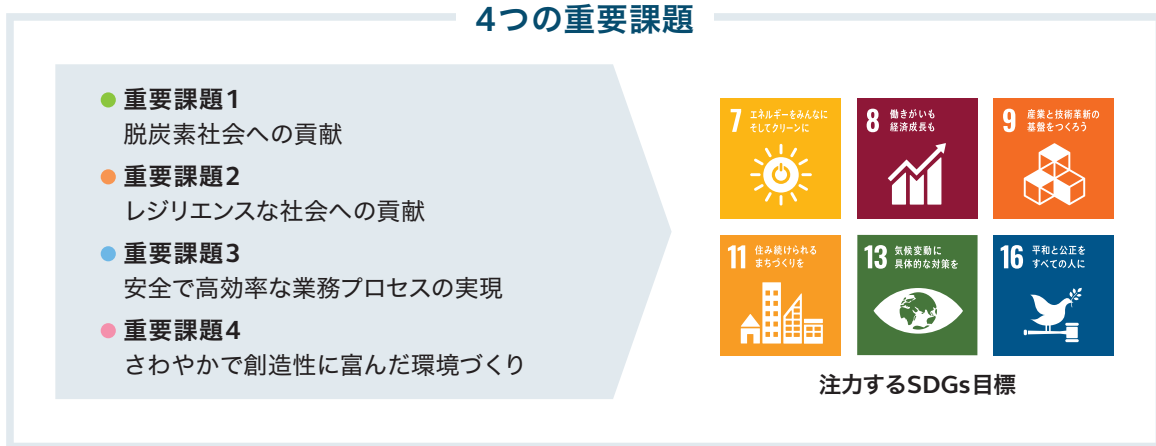 4つの重要課題
重要課題1
脱炭素社会への貢献
重要課題2
レジリエンスな社会への貢献
重要課題3
安全で高効率な業務プロセスの実現
重要課題4
さわやかで創造性に富んだ環境づくり
7 エネルギーをみんなに
そしてクリーンに
8 働きがいも
経済成長も
9 産業と技術革新の
基盤をつくろう
11 住み続けられる
まちづくりを
13 気候変動に
具体的な対策を
16 平和と公正を
すべての人に
注力するSDGs目標